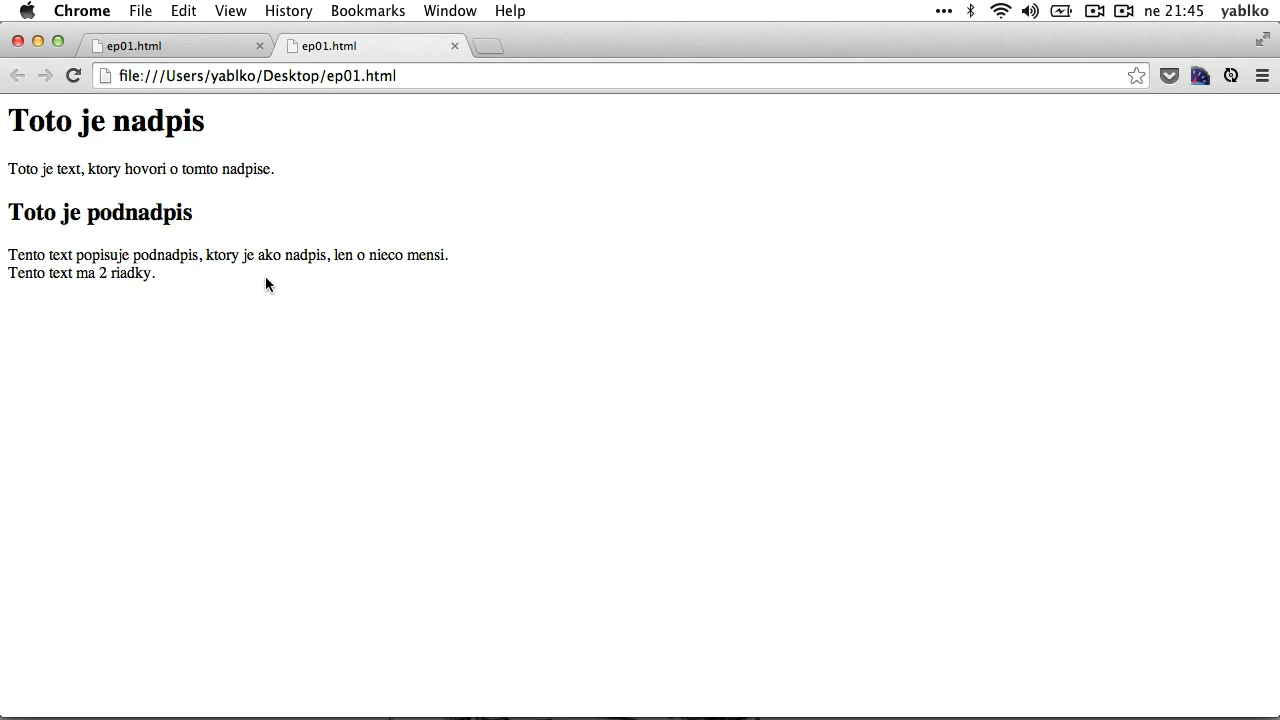 Chrome File Edit View History Bookmarks Window Help ne 21:45 yablko
ep01.html ep01.html
file:///Users/yablko/Desktop/ep01.html
Toto je nadpis
Toto je text, ktory hovori o tomto nadpise.
Toto je podnadpis
Tento text popisuje podnadpis, ktory je ako nadpis, len o nieco mensi.
Tento text ma 2 riadky.